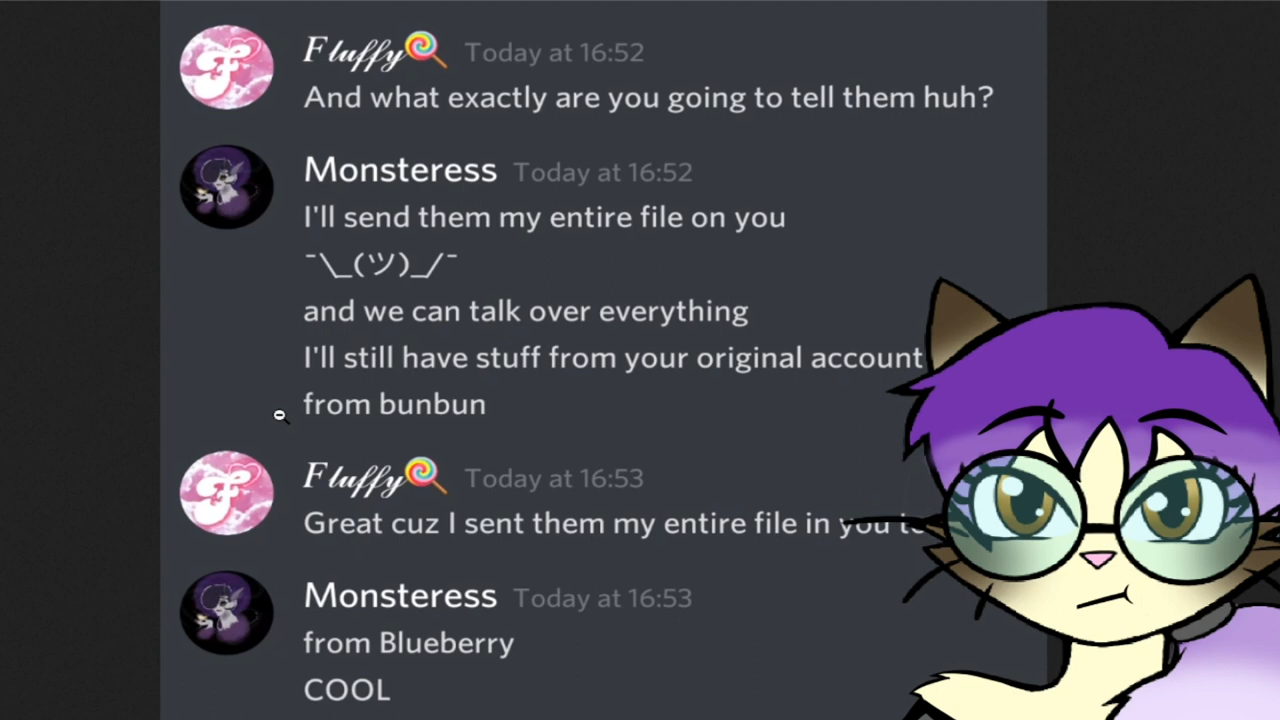 Fluffy🍭 Today at 16:52
And what exactly are you going to tell them huh?
Monsteress Today at 16:52
I'll send them my entire file on you
¯\_(ツ)_/¯
and we can talk over everything
I'll still have stuff from your original account
from bunbun
Fluffy🍭 Today at 16:53
Great cuz I sent them my entire file in you
Monsteress Today at 16:53
from Blueberry
COOL